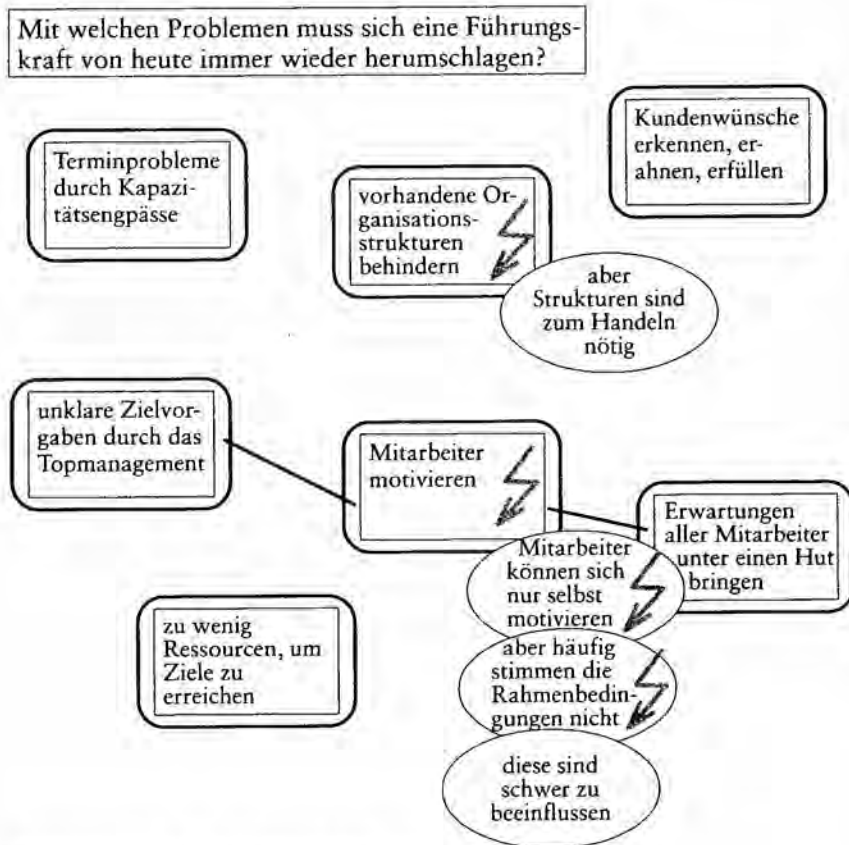 Mit welchen Problemen muss sich eine Führungs-
kraft von heute immer wieder herumschlagen?
Terminprobleme
durch Kapazi-
tätsengpässe
vorhandene Or-
ganisations-
strukturen
behindern
aber
Strukturen sind
zum Handeln
nötig
Kundenwünsche
erkennen, er-
ahnen, erfüllen
unklare Zielvor-
gaben durch das
Topmanagement
Mitarbeiter
motivieren
Erwartungen
aller Mitarbeiter
unter einen Hut
bringen
Mitarbeiter
können sich
nur selbst
motivieren
aber häufig
stimmen die
Rahmenbedin-
gungen nicht
diese sind
schwer zu
beeinflussen
zu wenig
Ressourcen, um
Ziele zu
erreichen